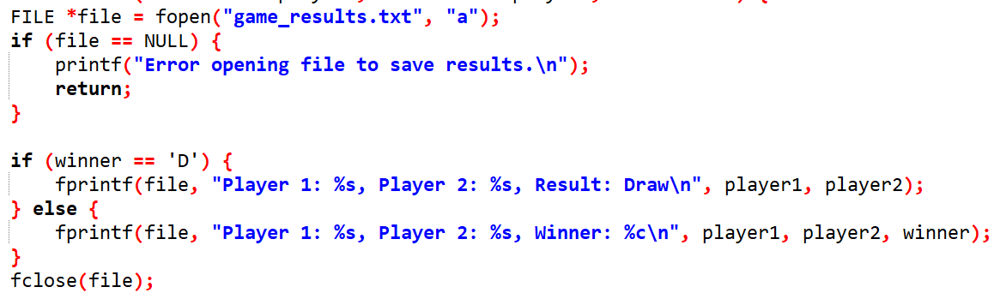 FILE *file = fopen("game_results.txt", "a");
if (file == NULL) {
    printf("Error opening file to save results.\n");
    return;
}

if (winner == 'D') {
    fprintf(file, "Player 1: %s, Player 2: %s, Result: Draw\n", player1, player2);
} else {
    fprintf(file, "Player 1: %s, Player 2: %s, Winner: %c\n", player1, player2, winner);
}
fclose(file);